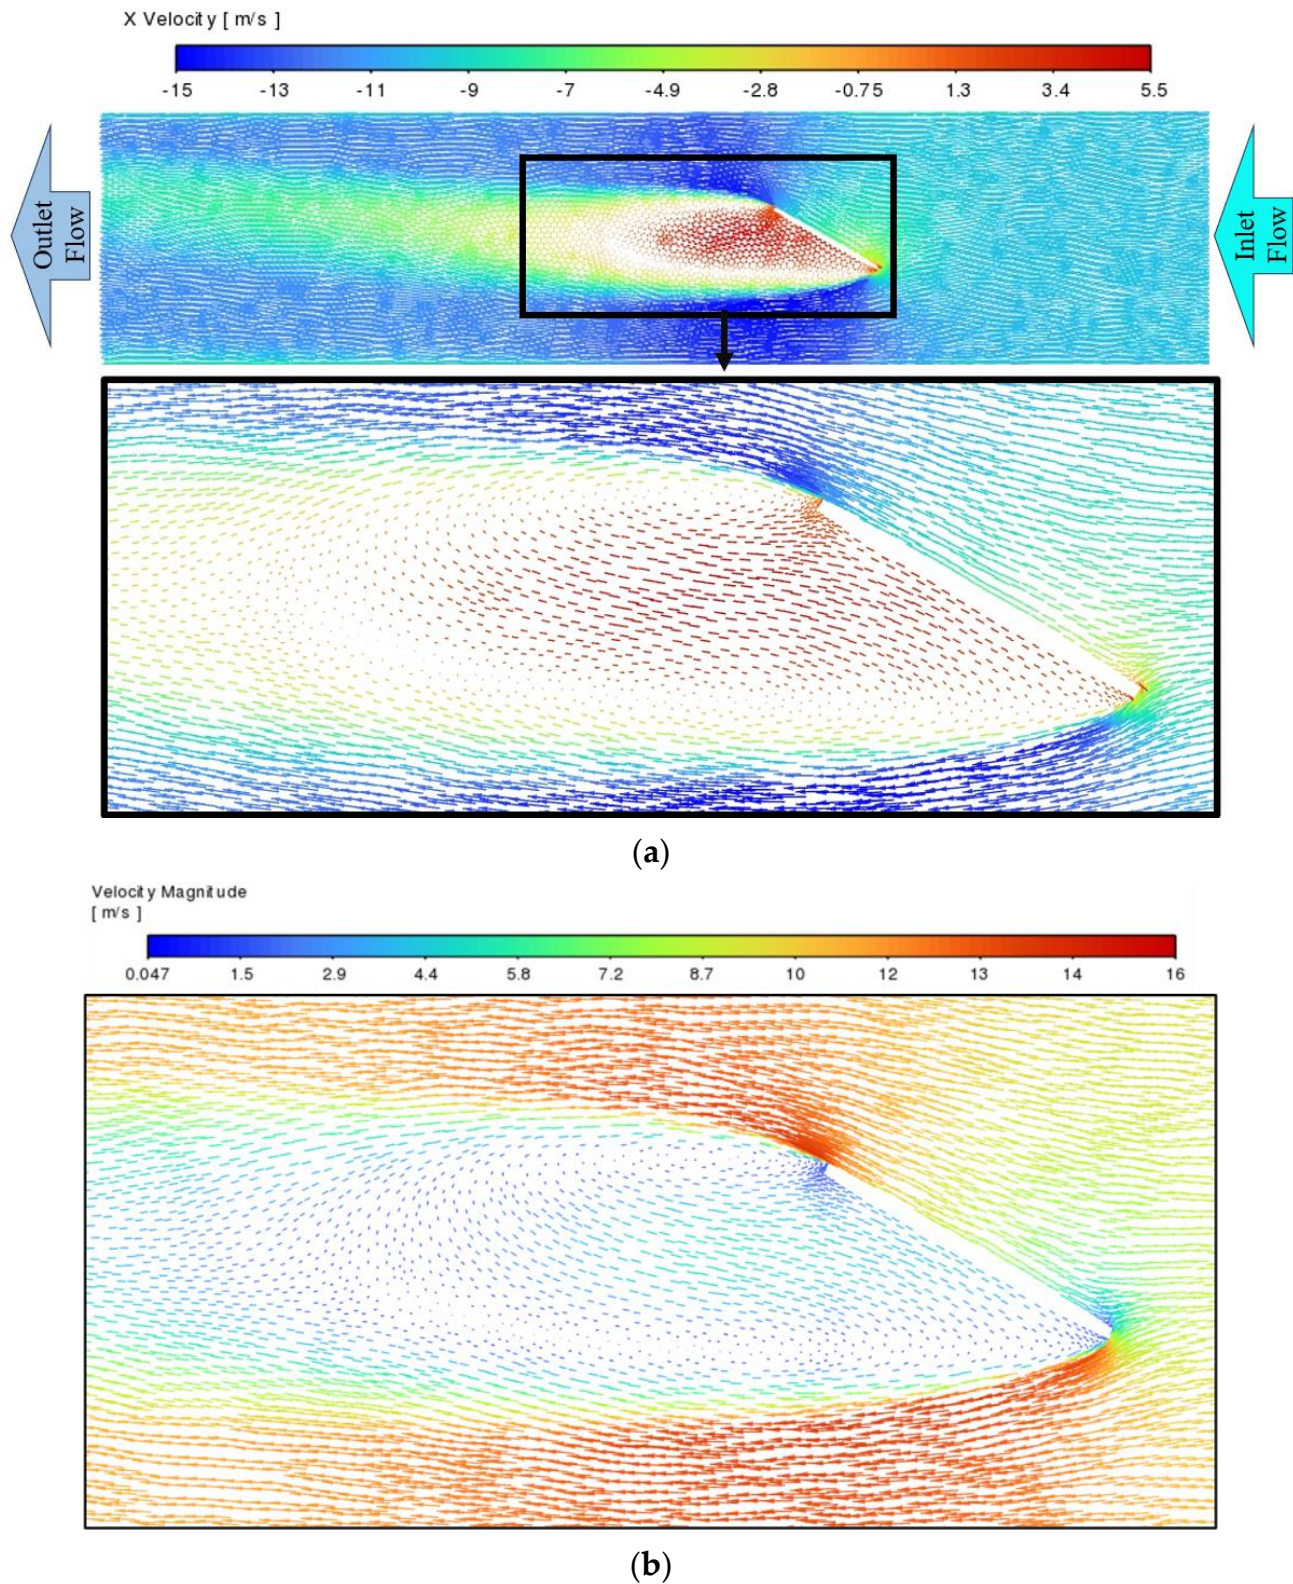 X Velocity [ m/s ]
-15 -13 -11 -9 -7 -4.9 -2.8 -0.75 1.3 3.4 5.5
Outlet
Flow
Inlet
Flow
(a)
Velocity Magnitude
[ m/s ]
0.047 1.5 2.9 4.4 5.8 7.2 8.7 10 12 13 14 16
(b)